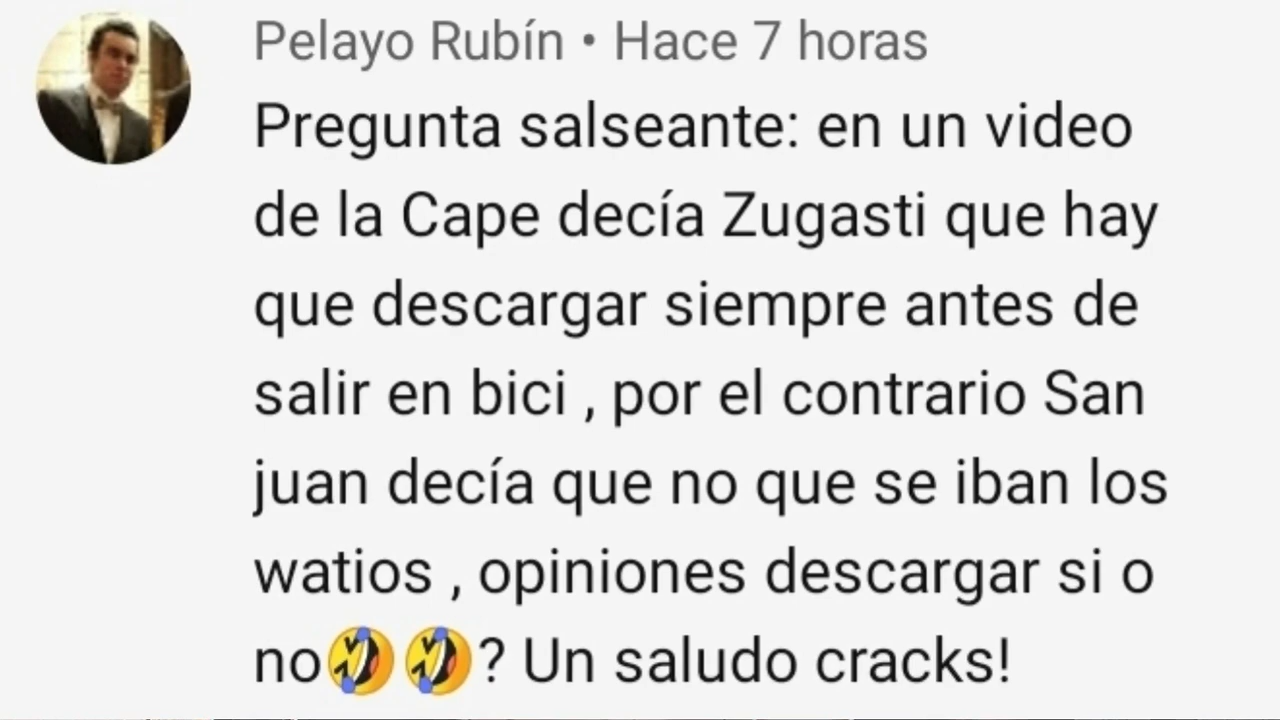 Pelayo Rubín • Hace 7 horas
Pregunta salseante: en un video
de la Cape decía Zugasti que hay
que descargar siempre antes de
salir en bici , por el contrario San
juan decía que no que se iban los
watios , opiniones descargar si o
no🤣🤣? Un saludo cracks!